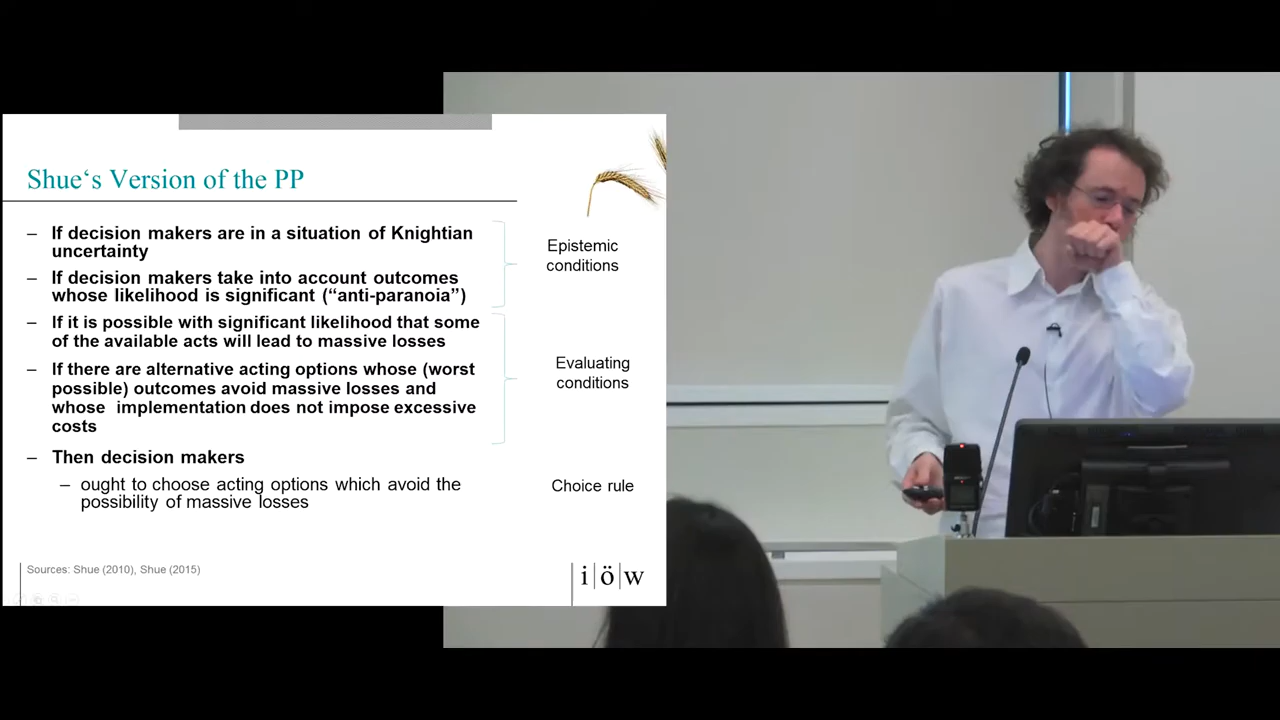 Shue‘s Version of the PP
– If decision makers are in a situation of Knightian
uncertainty
– If decision makers take into account outcomes
whose likelihood is significant (“anti-paranoia”)
Epistemic
conditions
– If it is possible with significant likelihood that some
of the available acts will lead to massive losses
– If there are alternative acting options whose (worst
possible) outcomes avoid massive losses and
whose implementation does not impose excessive
costs
Evaluating
conditions
– Then decision makers
– ought to choose acting options which avoid the
possibility of massive losses
Choice rule
Sources: Shue (2010), Shue (2015)
i|ö|w